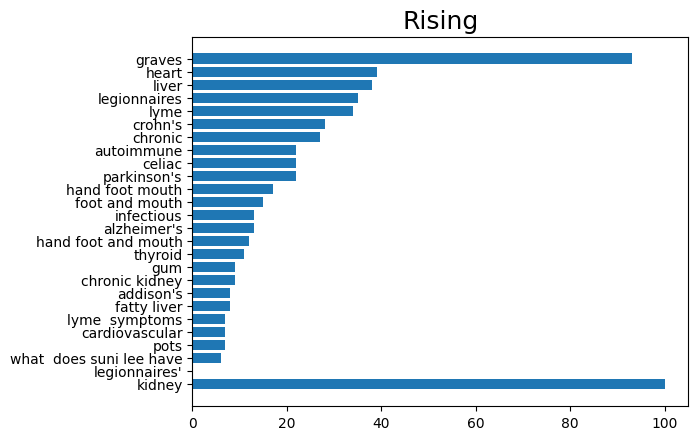 Rising
graves
heart
liver
legionnaires
lyme
crohn's
chronic
autoimmune
celiac
parkinson's
hand foot mouth
foot and mouth
infectious
alzheimer's
hand foot and mouth
thyroid
gum
chronic kidney
addison's
fatty liver
lyme  symptoms
cardiovascular
pots
what  does suni lee have
legionnaires'
kidney
0 20 40 60 80 100